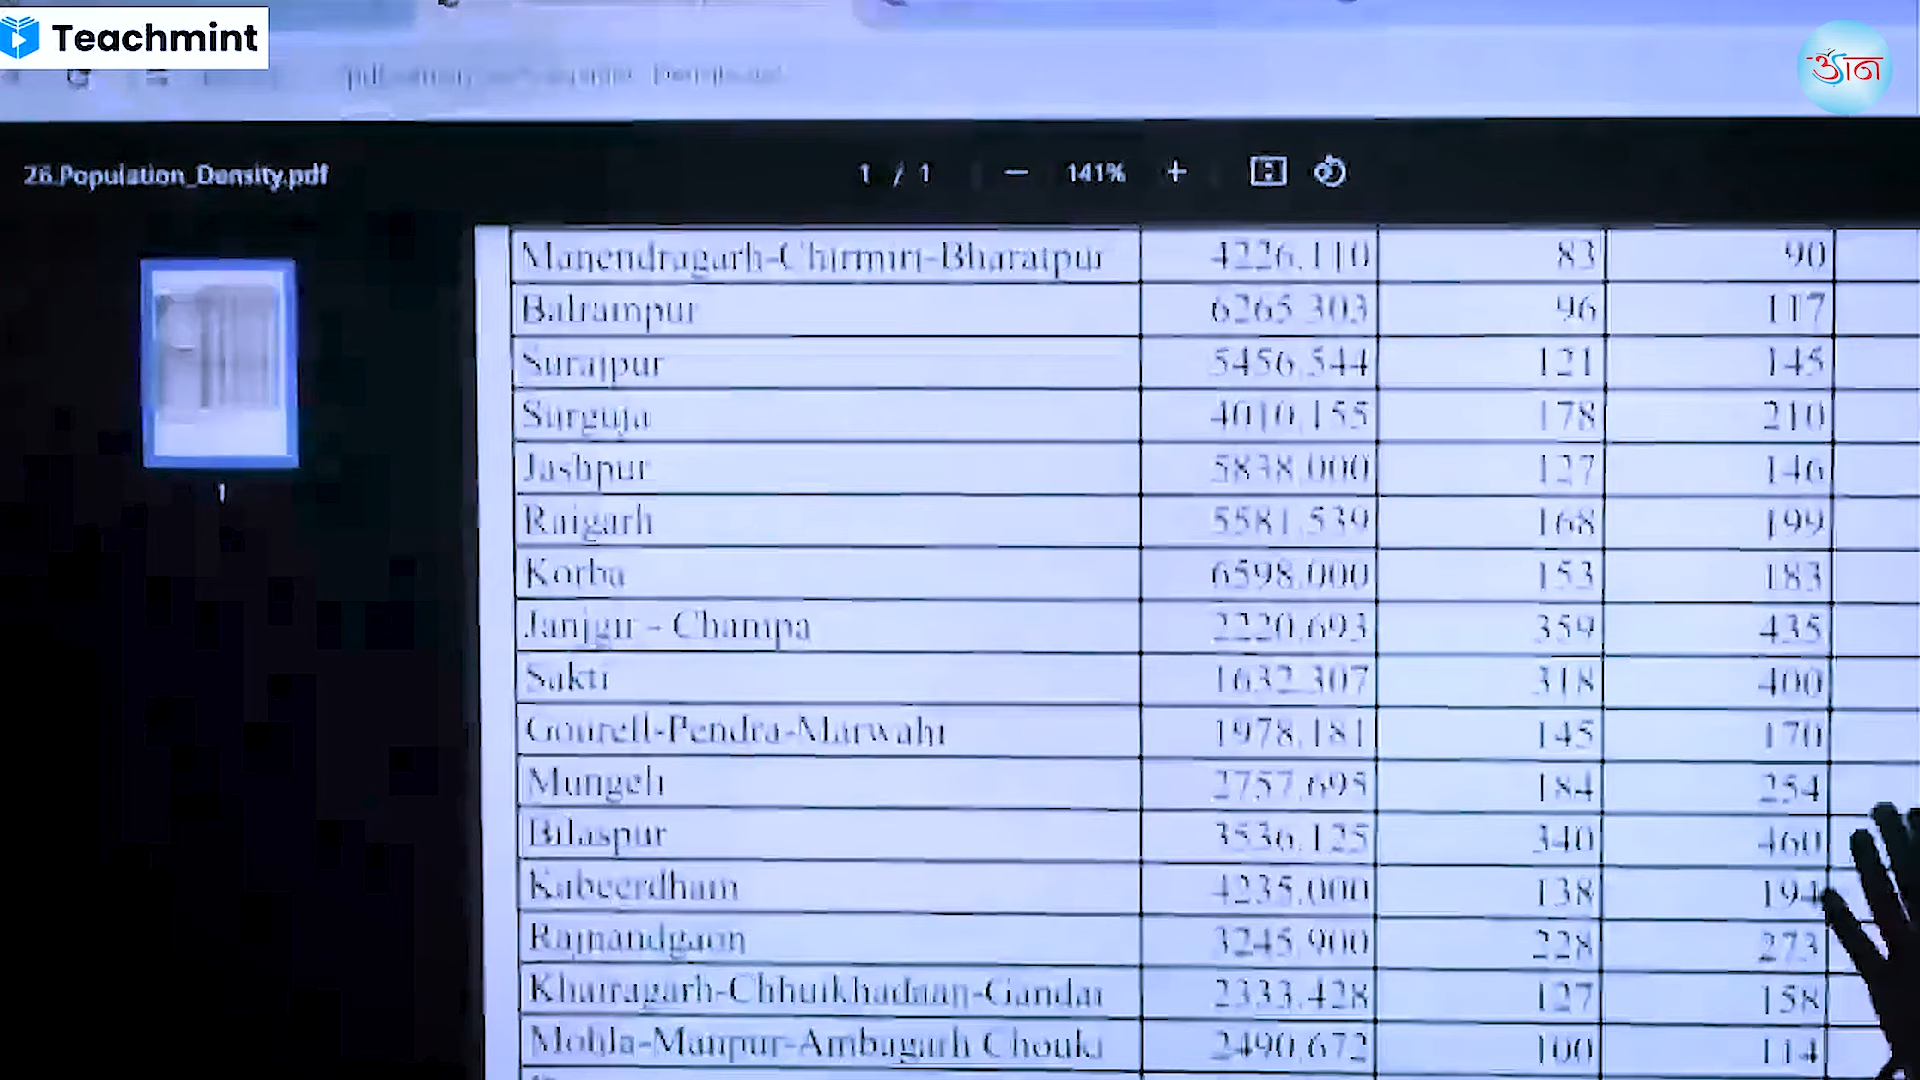 Teachmint
ज्ञान
26.Population_Density.pdf
1 / 1 — 141% +
Manendragarh-Chirmiri-Bharatpur 4226.110 83 90
Balrampur 6265.303 96 117
Surajpur 5456.544 121 145
Surguja 4010.155 178 210
Jashpur 5838.000 127 146
Raigarh 5581.539 168 199
Korba 6598.000 153 183
Janjgir - Champa 2220.693 359 435
Sakti 1632.307 318 400
Gourell-Pendra-Marwahi 1978.181 145 170
Mungeli 2757.695 184 254
Bilaspur 3536.125 340 460
Kabeerdham 4235.000 138 194
Rajnandgaon 3245.900 228 273
Khairagarh-Chhuikhadaan-Gandai 2333.428 127 158
Mohla-Manpur-Ambagarh Chouki 2490.672 100 114
1